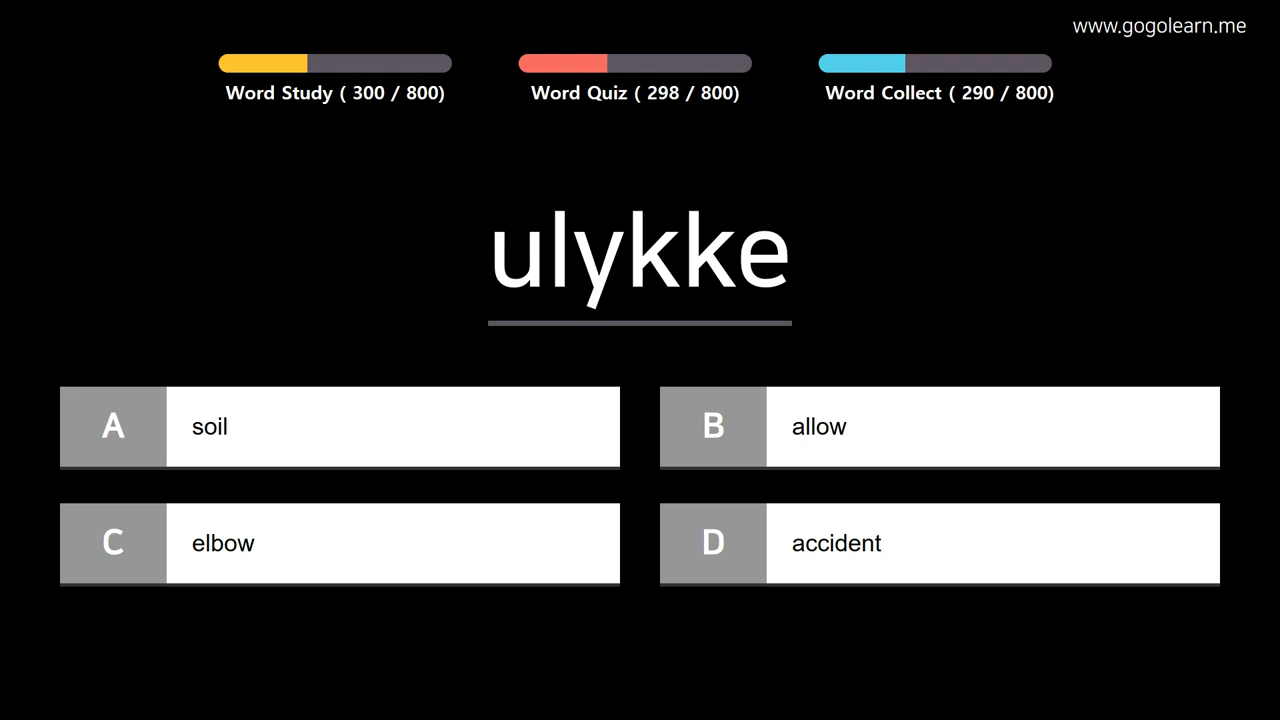 www.gogolearn.me
Word Study ( 300 / 800)
Word Quiz ( 298 / 800)
Word Collect ( 290 / 800)
ulykke
A soil
B allow
C elbow
D accident